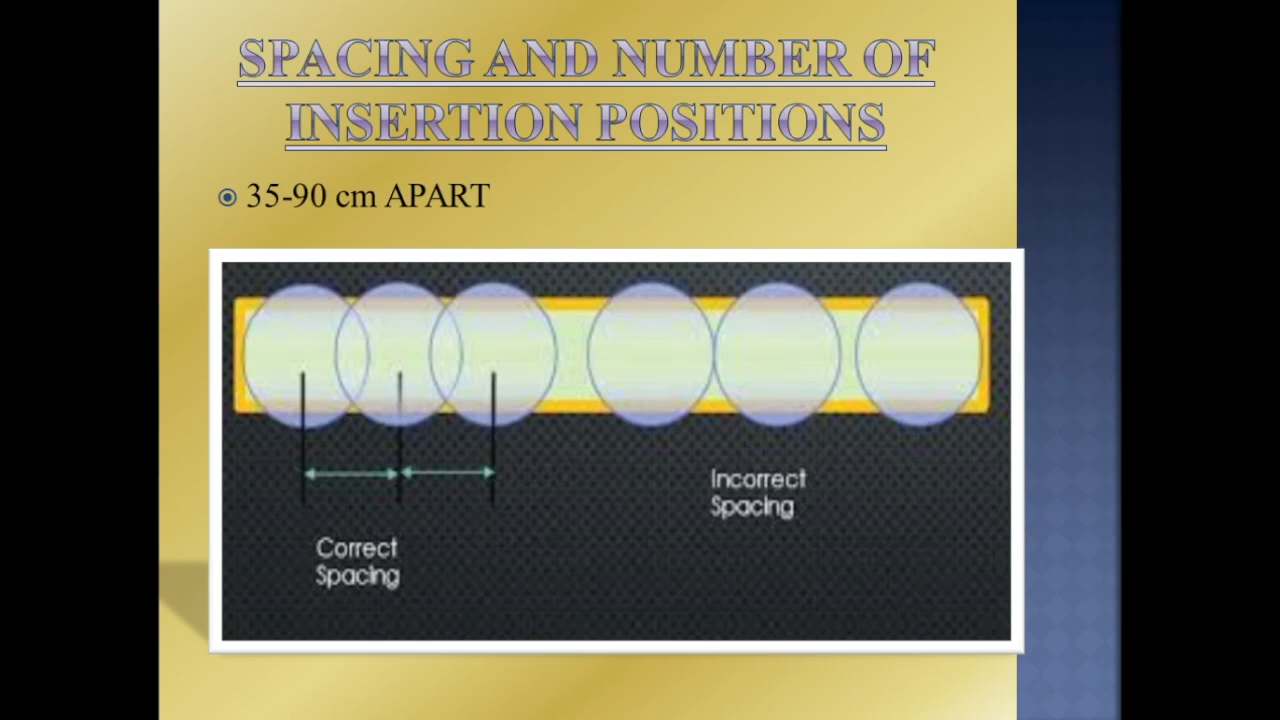 SPACING AND NUMBER OF
INSERTION POSITIONS
35-90 cm APART
Incorrect
Spacing
Correct
Spacing